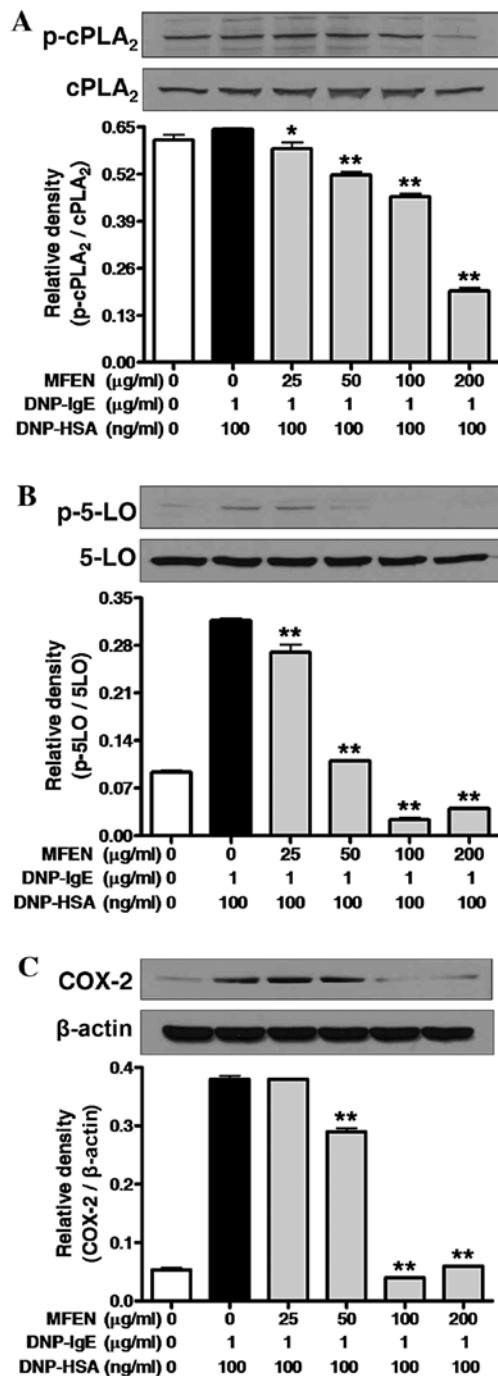 A
p-cPLA₂
cPLA₂
Relative density
(p-cPLA₂ / cPLA₂)
0.65
0.52
0.39
0.26
0.13
0.00
* ** ** **
MFEN (μg/ml) 0 0 25 50 100 200
DNP-IgE (μg/ml) 0 1 1 1 1 1
DNP-HSA (ng/ml) 0 100 100 100 100 100
B
p-5-LO
5-LO
Relative density
(p-5LO / 5LO)
0.35
0.28
0.21
0.14
0.07
0.00
** ** ** **
MFEN (μg/ml) 0 0 25 50 100 200
DNP-IgE (μg/ml) 0 1 1 1 1 1
DNP-HSA (ng/ml) 0 100 100 100 100 100
C
COX-2
β-actin
Relative density
(COX-2 / β-actin)
0.4
0.3
0.2
0.1
0.0
** ** **
MFEN (μg/ml) 0 0 25 50 100 200
DNP-IgE (μg/ml) 0 1 1 1 1 1
DNP-HSA (ng/ml) 0 100 100 100 100 100